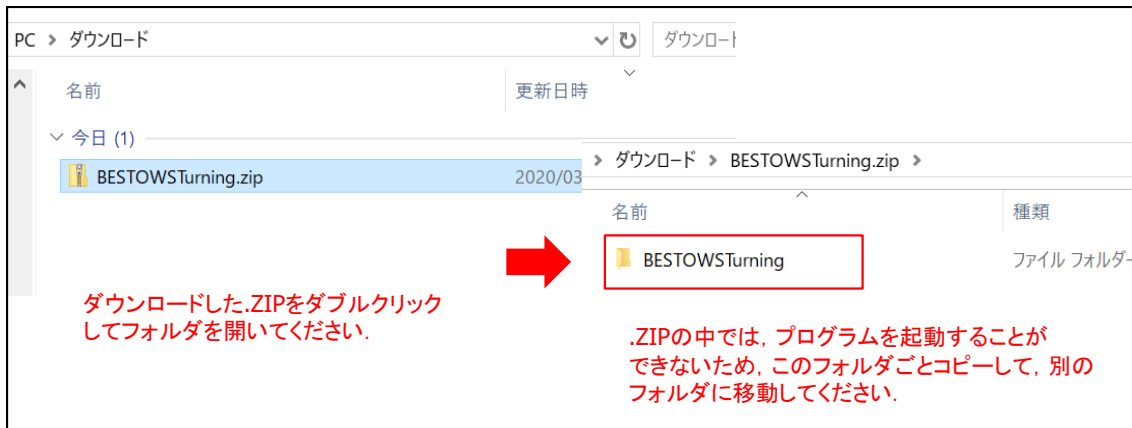 PC > ダウンロード
ダウンロード
名前
更新日時
今日 (1)
BESTOWSTurning.zip
2020/03
ダウンロードした.ZIPをダブルクリック
してフォルダを開いてください.
> ダウンロード > BESTOWSTurning.zip >
名前
種類
BESTOWSTurning
ファイル フォルダー
.ZIPの中では, プログラムを起動することが
できないため, このフォルダごとコピーして, 別の
フォルダに移動してください.